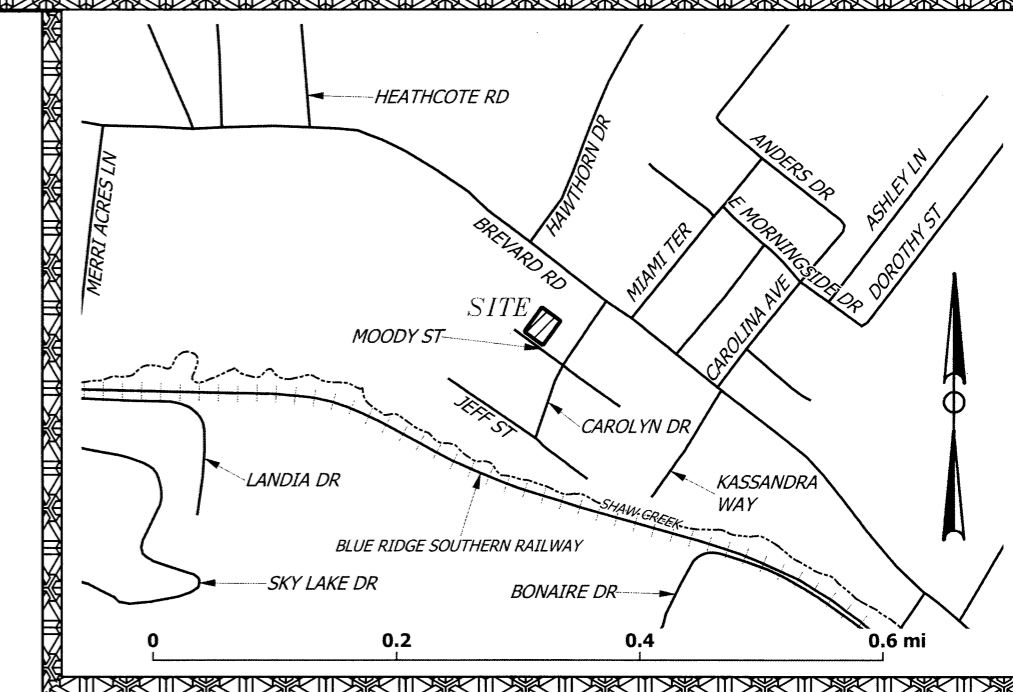 HEATHCOTE RD
HAWTHORN DR
ANDERS DR
ASHLEY LN
MERRI ACRES LN
E MORNINGSIDE DR
DOROTHY ST
BREVARD RD
MIAMI TER
CAROLINA AVE
SITE
MOODY ST
JEFF ST
CAROLYN DR
LANDIA DR
KASSANDRA
WAY
SHAW CREEK
BLUE RIDGE SOUTHERN RAILWAY
SKY LAKE DR
BONAIRE DR
0 0.2 0.4 0.6 mi